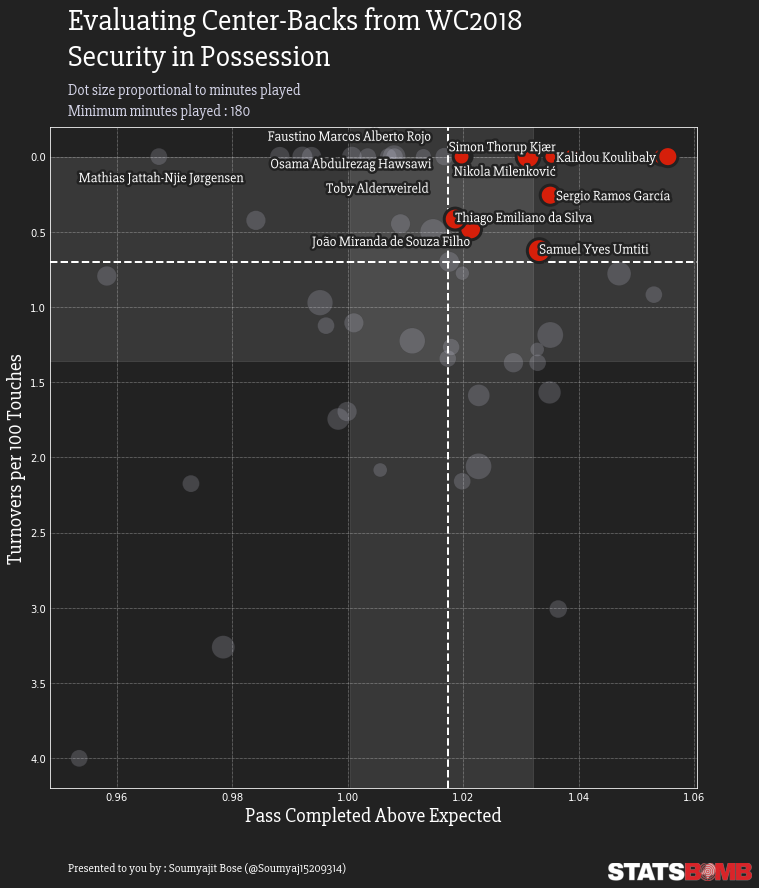 Evaluating Center-Backs from WC2018
Security in Possession
Dot size proportional to minutes played
Minimum minutes played : 180
Faustino Marcos Alberto Rojo
Simon Thorup Kjær
Osama Abdulrezag Hawsawi
Kalidou Koulibaly
Nikola Milenković
Mathias Jattah-Njie Jørgensen
Toby Alderweireld
Sergio Ramos García
Thiago Emiliano da Silva
João Miranda de Souza Filho
Samuel Yves Umtiti
Turnovers per 100 Touches
0.0
0.5
1.0
1.5
2.0
2.5
3.0
3.5
4.0
0.96
0.98
1.00
1.02
1.04
1.06
Pass Completed Above Expected
Presented to you by : Soumyajit Bose (@Soumyaj15209314)
STATSBOMB